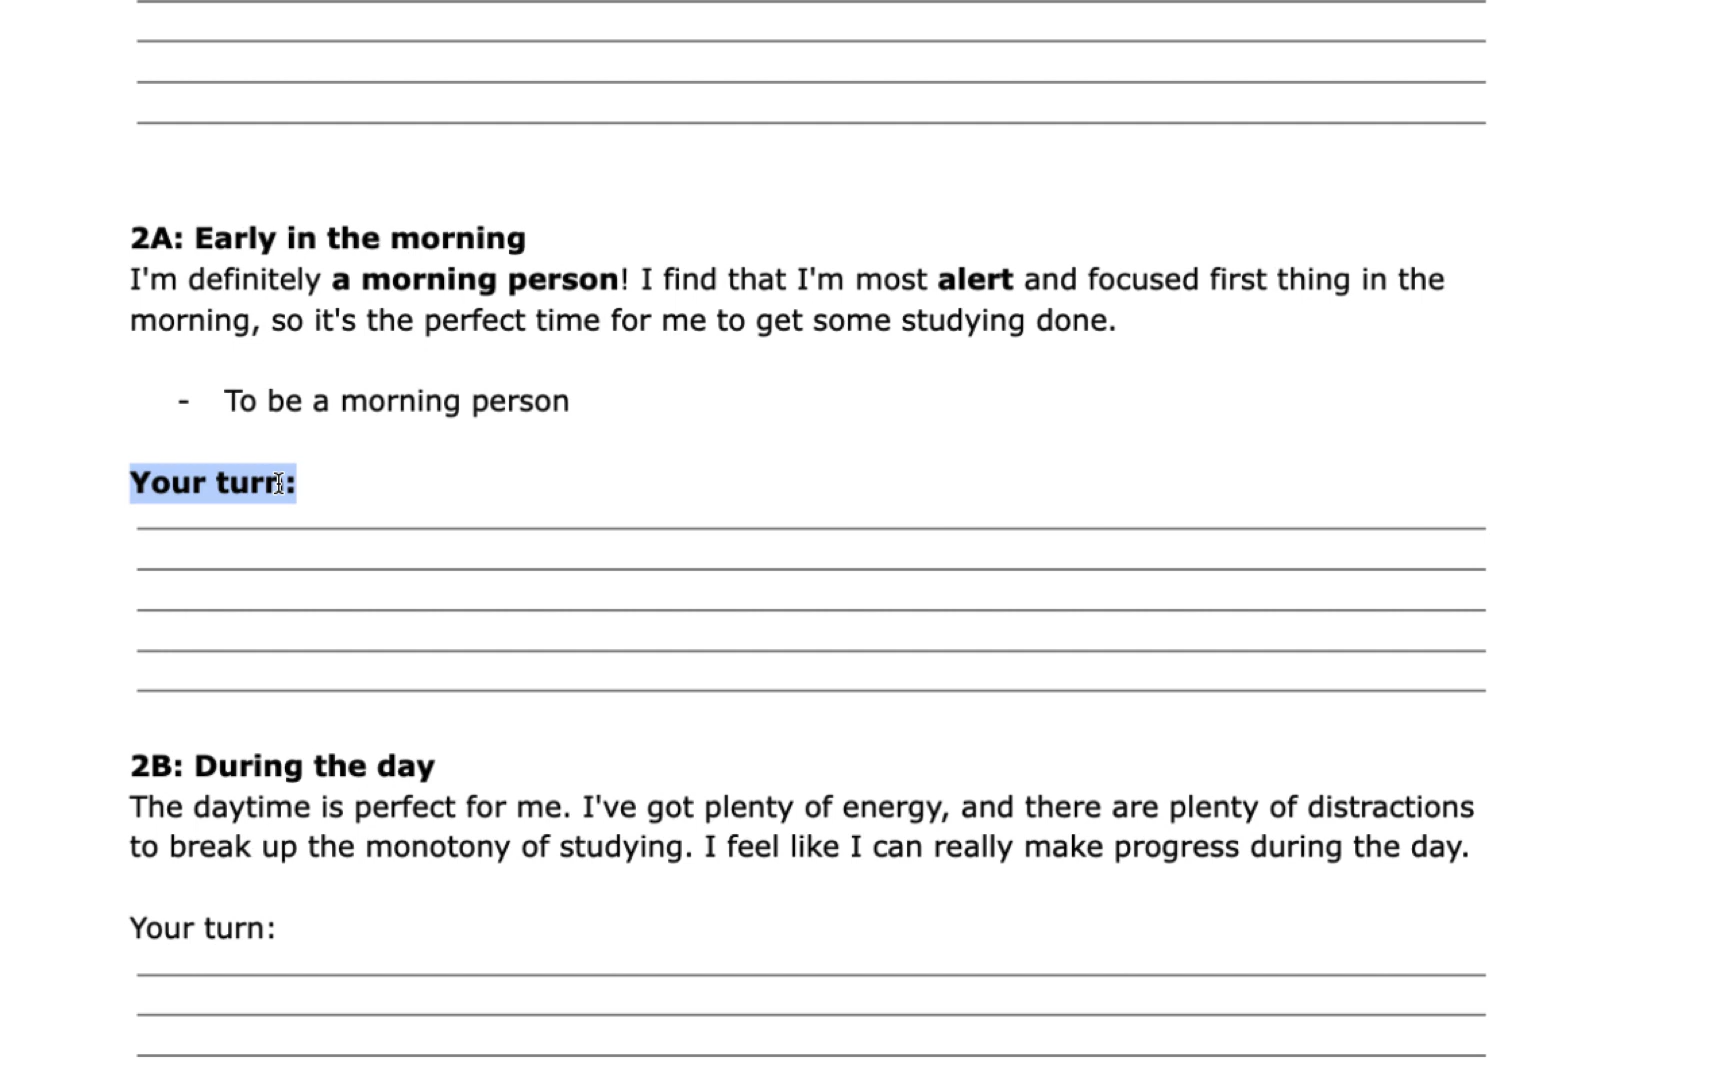 2A: Early in the morning
I'm definitely a morning person! I find that I'm most alert and focused first thing in the
morning, so it's the perfect time for me to get some studying done.
- To be a morning person
Your turn:
2B: During the day
The daytime is perfect for me. I've got plenty of energy, and there are plenty of distractions
to break up the monotony of studying. I feel like I can really make progress during the day.
Your turn: